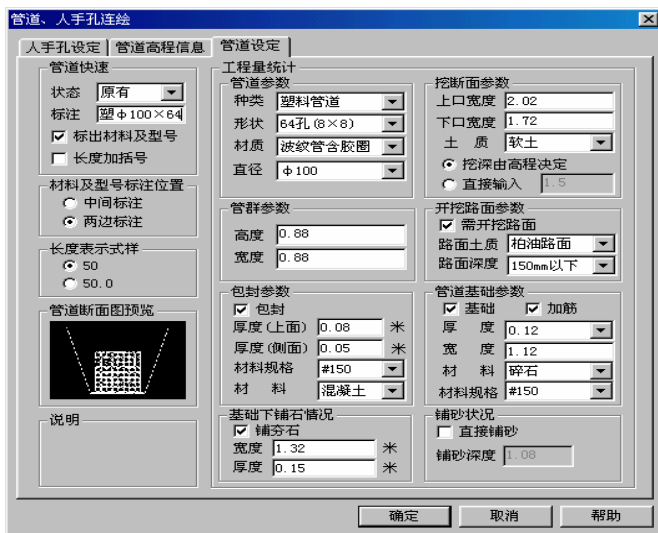 管道、人手孔连绘
人手孔设定 管道高程信息 管道设定
管道快速
状态 原有
标注 塑φ100×64
标出材料及型号
长度加括号
材料及型号标注位置
中间标注
两边标注
长度表示式样
50
50.0
管道断面图预览
说明
工程量统计
管道参数
种类 塑料管道
形状 64孔(8×8)
材质 波纹管含胶圈
直径 φ100
管群参数
高度 0.88
宽度 0.88
包封参数
包封
厚度(上面) 0.08 米
厚度(侧面) 0.05 米
材料规格 #150
材 料 混凝土
基础下铺石情况
铺夯石
宽度 1.32 米
厚度 0.15 米
挖断面参数
上口宽度 2.02
下口宽度 1.72
土 质 软土
挖深由高程决定
直接输入 1.5
开挖路面参数
需开挖路面
路面土质 柏油路面
路面深度 150mm以下
管道基础参数
基础 加筋
厚 度 0.12
宽 度 1.12
材 料 碎石
材料规格 #150
铺砂状况
直接铺砂
铺砂深度 1.08
确定 取消 帮助